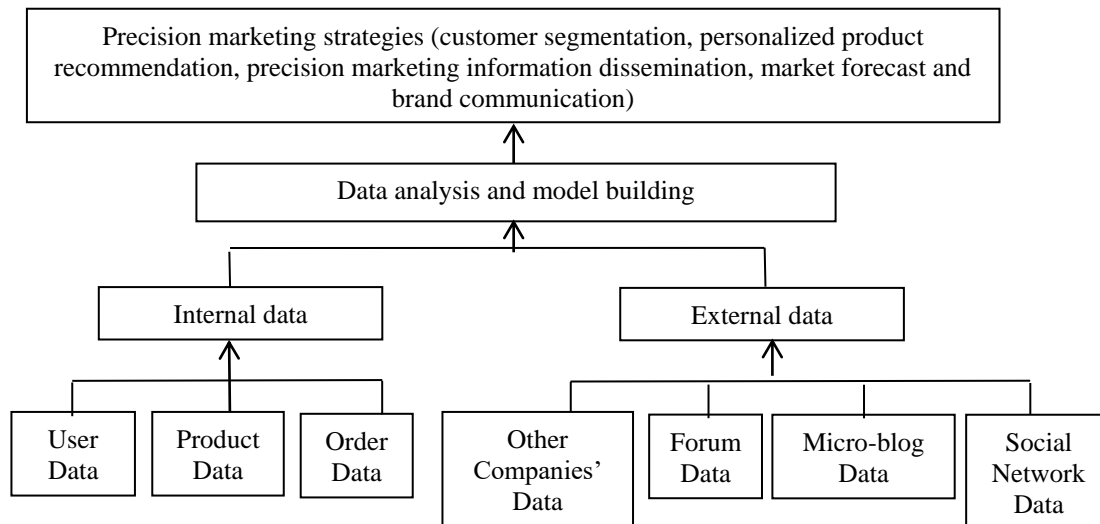 Precision marketing strategies (customer segmentation, personalized product
recommendation, precision marketing information dissemination, market forecast and
brand communication)
Data analysis and model building
Internal data
External data
User
Data
Product
Data
Order
Data
Other
Companies’
Data
Forum
Data
Micro-blog
Data
Social
Network
Data